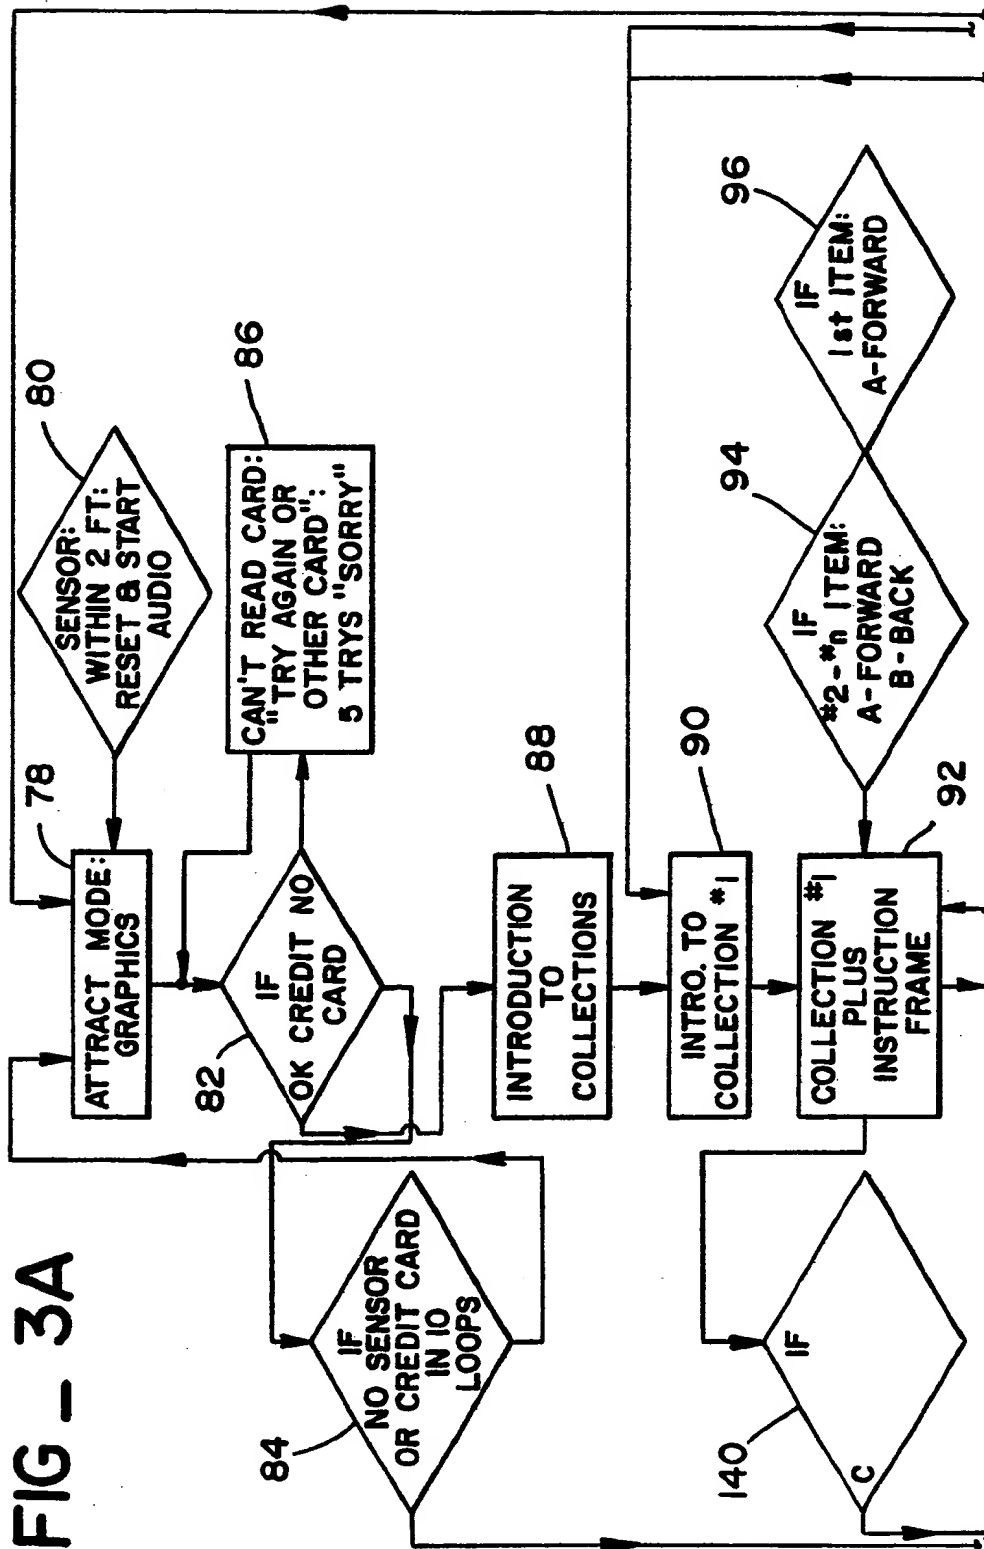 FIG - 3A
78
ATTRACT MODE:
GRAPHICS
80
SENSOR:
WITHIN 2 FT:
RESET & START
AUDIO
82
IF
OK CREDIT NO
CARD
86
CAN'T READ CARD:
"TRY AGAIN OR
OTHER CARD":
5 TRYS "SORRY"
84
IF
NO SENSOR
OR CREDIT CARD
IN 10
LOOPS
88
INTRODUCTION
TO
COLLECTIONS
90
INTRO. TO
COLLECTION #1
92
COLLECTION #1
PLUS
INSTRUCTION
FRAME
94
IF
#2-#n ITEM:
A-FORWARD
B-BACK
96
IF
1st ITEM:
A-FORWARD
140
IF
C